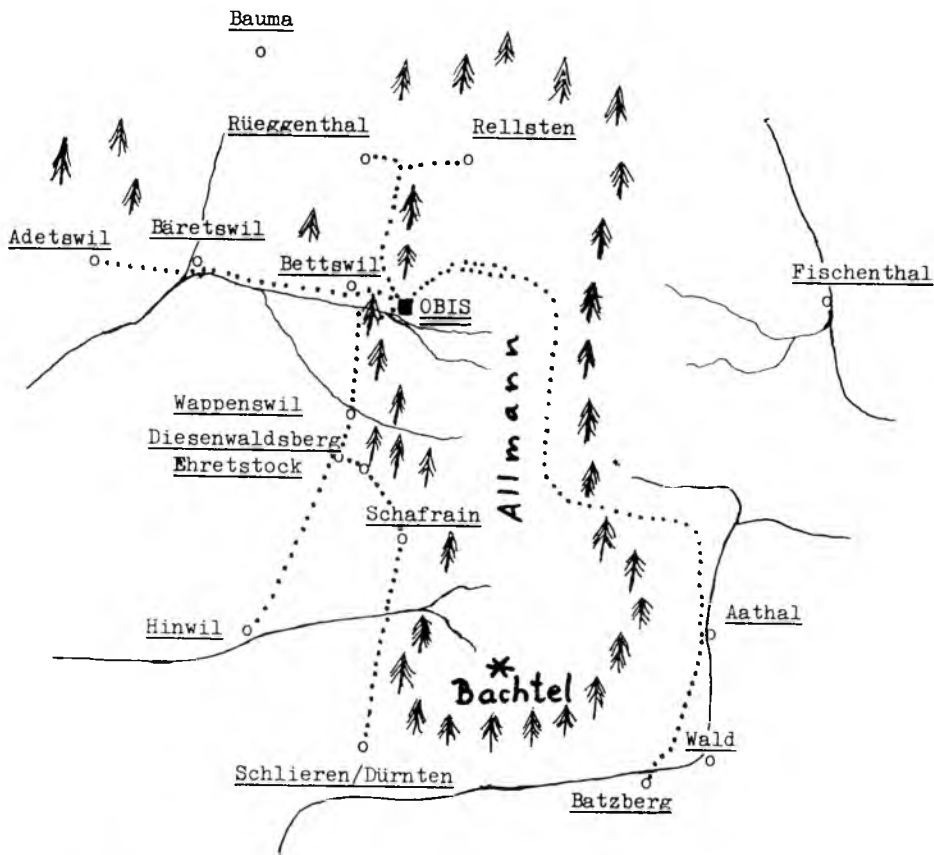 Bauma
Rüeggenthal
Rellsten
Adetswil
Bäretswil
Bettswil
OBIS
Fischenthal
Allmann
Wappenswil
Diesenwaldsberg
Ehretstock
Schafrain
Hinwil
Aathal
Bachtel
Wald
Schlieren/Dürnten
Batzberg